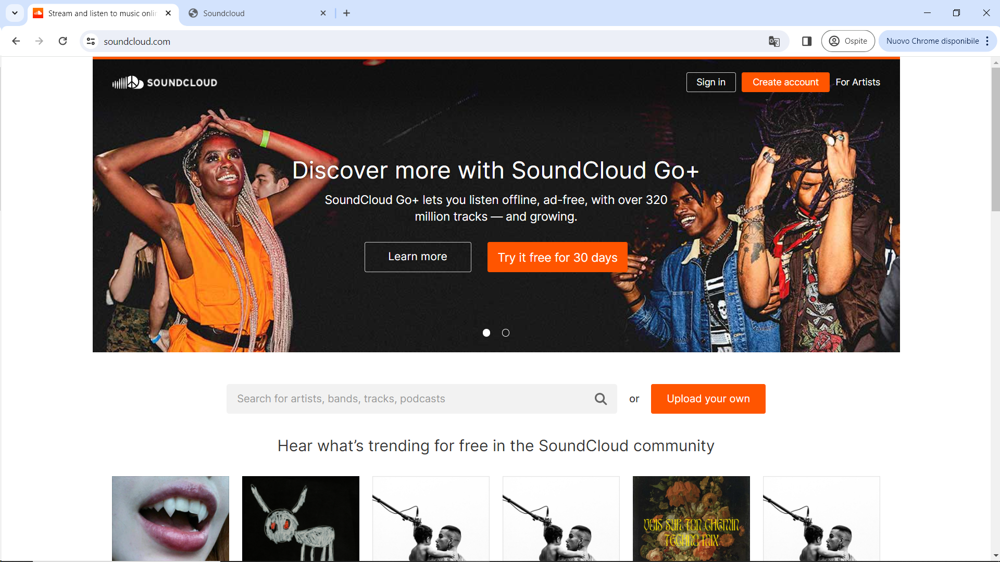 Stream and listen to music onlin
Soundcloud
soundcloud.com
Ospite
Nuovo Chrome disponibile
SOUNDCLOUD
Sign in
Create account
For Artists
Discover more with SoundCloud Go+
SoundCloud Go+ lets you listen offline, ad-free, with over 320
million tracks — and growing.
Learn more
Try it free for 30 days
Search for artists, bands, tracks, podcasts
or
Upload your own
Hear what’s trending for free in the SoundCloud community
VOIS SUR TON CHEMIN
TECHNO MIX